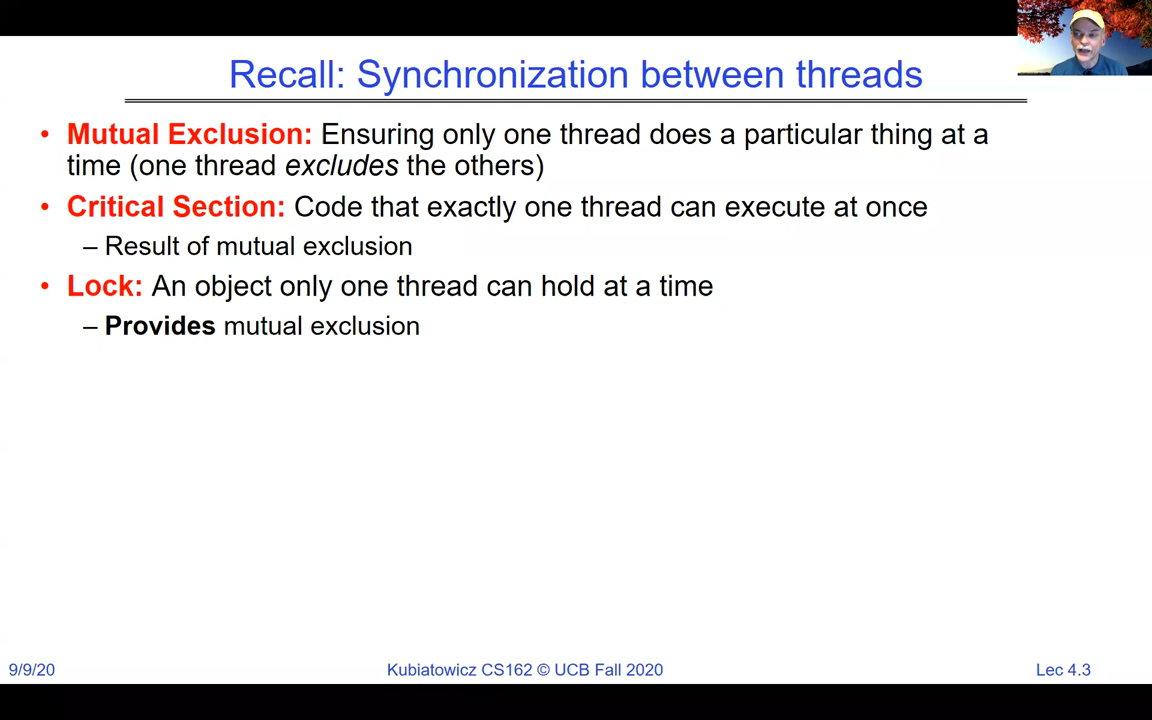 Recall: Synchronization between threads
• Mutual Exclusion: Ensuring only one thread does a particular thing at a
time (one thread excludes the others)
• Critical Section: Code that exactly one thread can execute at once
– Result of mutual exclusion
• Lock: An object only one thread can hold at a time
– Provides mutual exclusion
9/9/20
Kubiatowicz CS162 © UCB Fall 2020
Lec 4.3